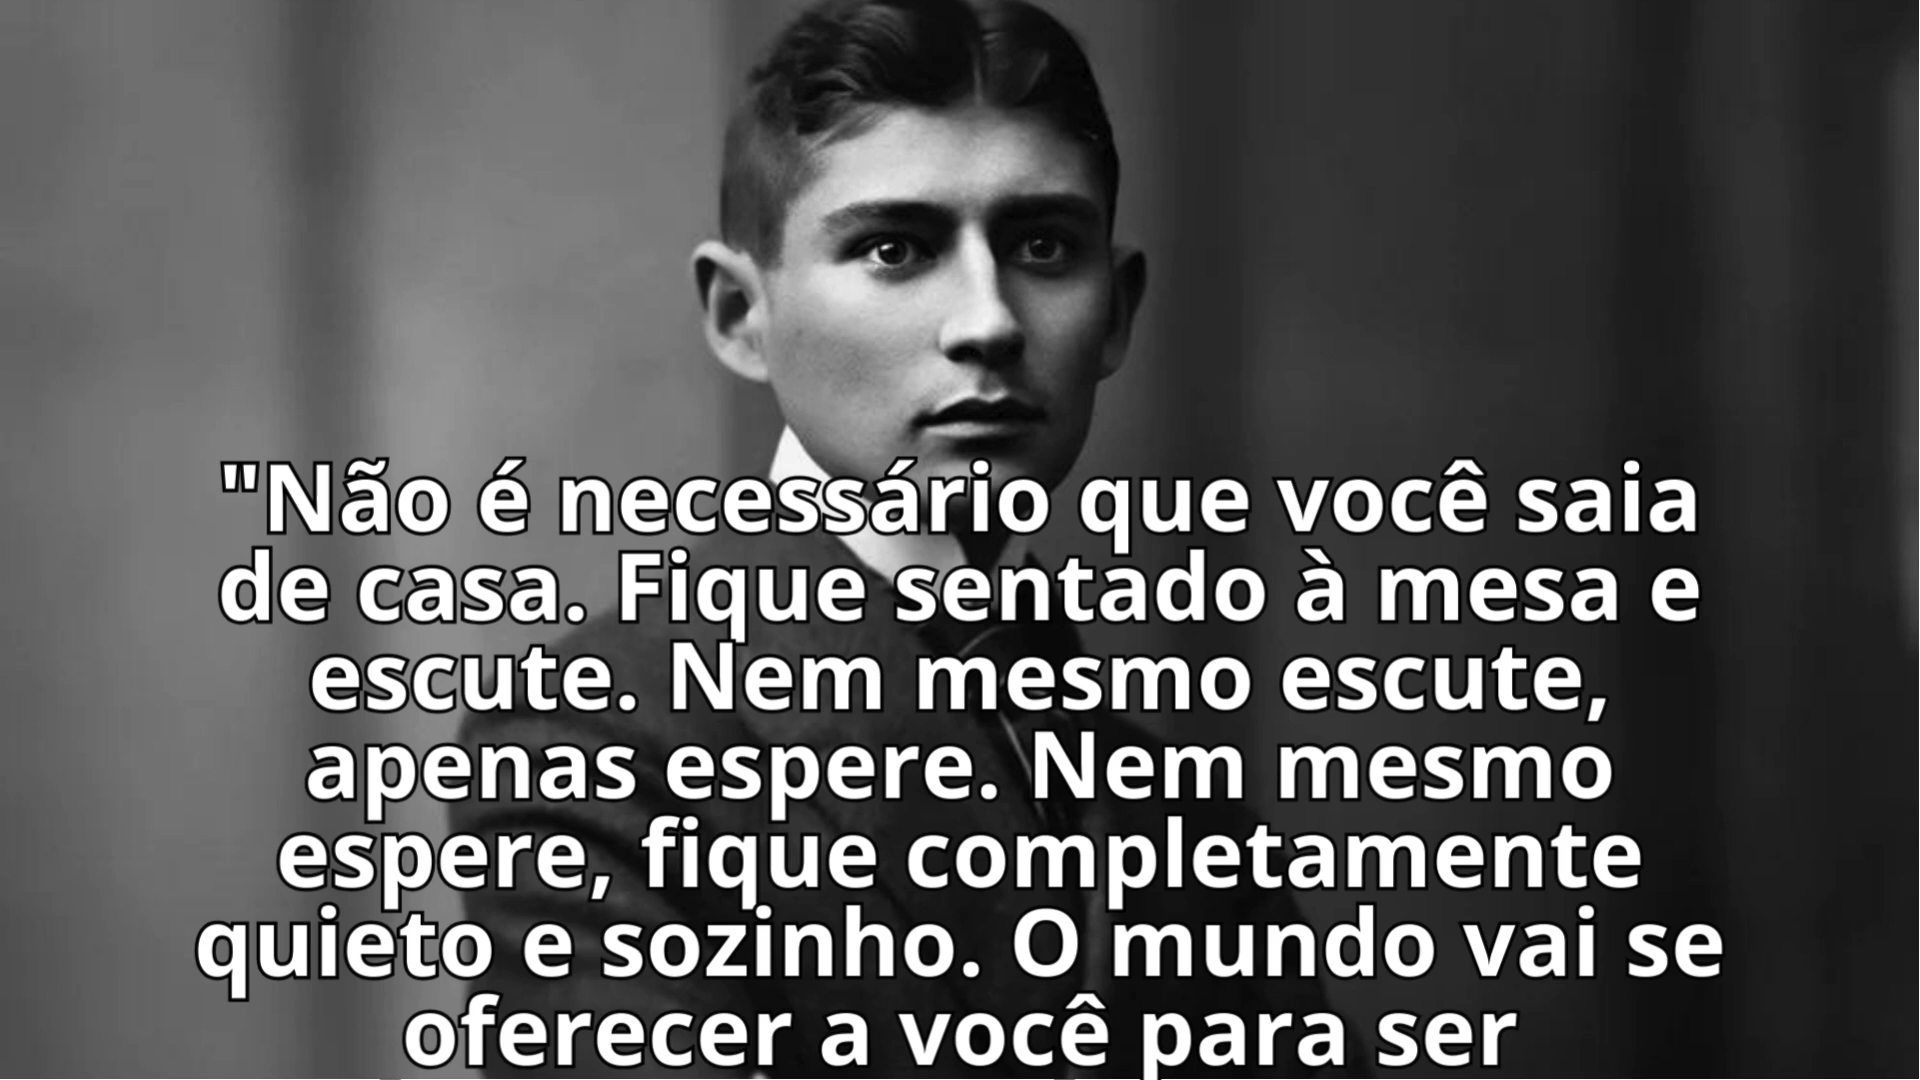 "Não é necessário que você saia
de casa. Fique sentado à mesa e
escute. Nem mesmo escute,
apenas espere. Nem mesmo
espere, fique completamente
quieto e sozinho. O mundo vai se
oferecer a você para ser